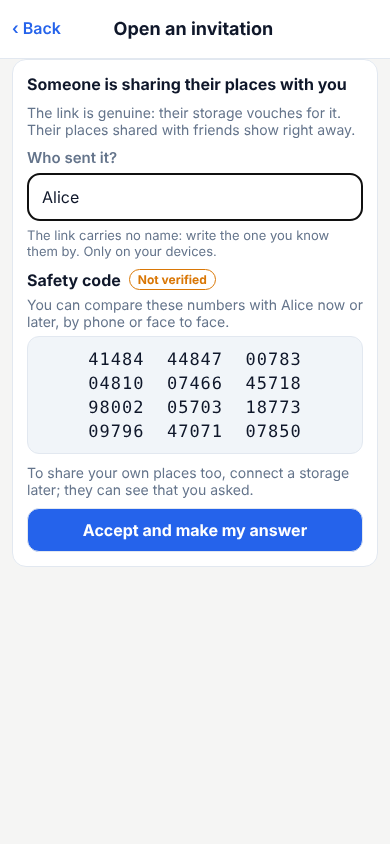 ‹ Back
Open an invitation
Someone is sharing their places with you
The link is genuine: their storage vouches for it.
Their places shared with friends show right away.
Who sent it?
Alice
The link carries no name: write the one you know
them by. Only on your devices.
Safety code
Not verified
You can compare these numbers with Alice now or
later, by phone or face to face.
41484 44847 00783
04810 07466 45718
98002 05703 18773
09796 47071 07850
To share your own places too, connect a storage
later; they can see that you asked.
Accept and make my answer